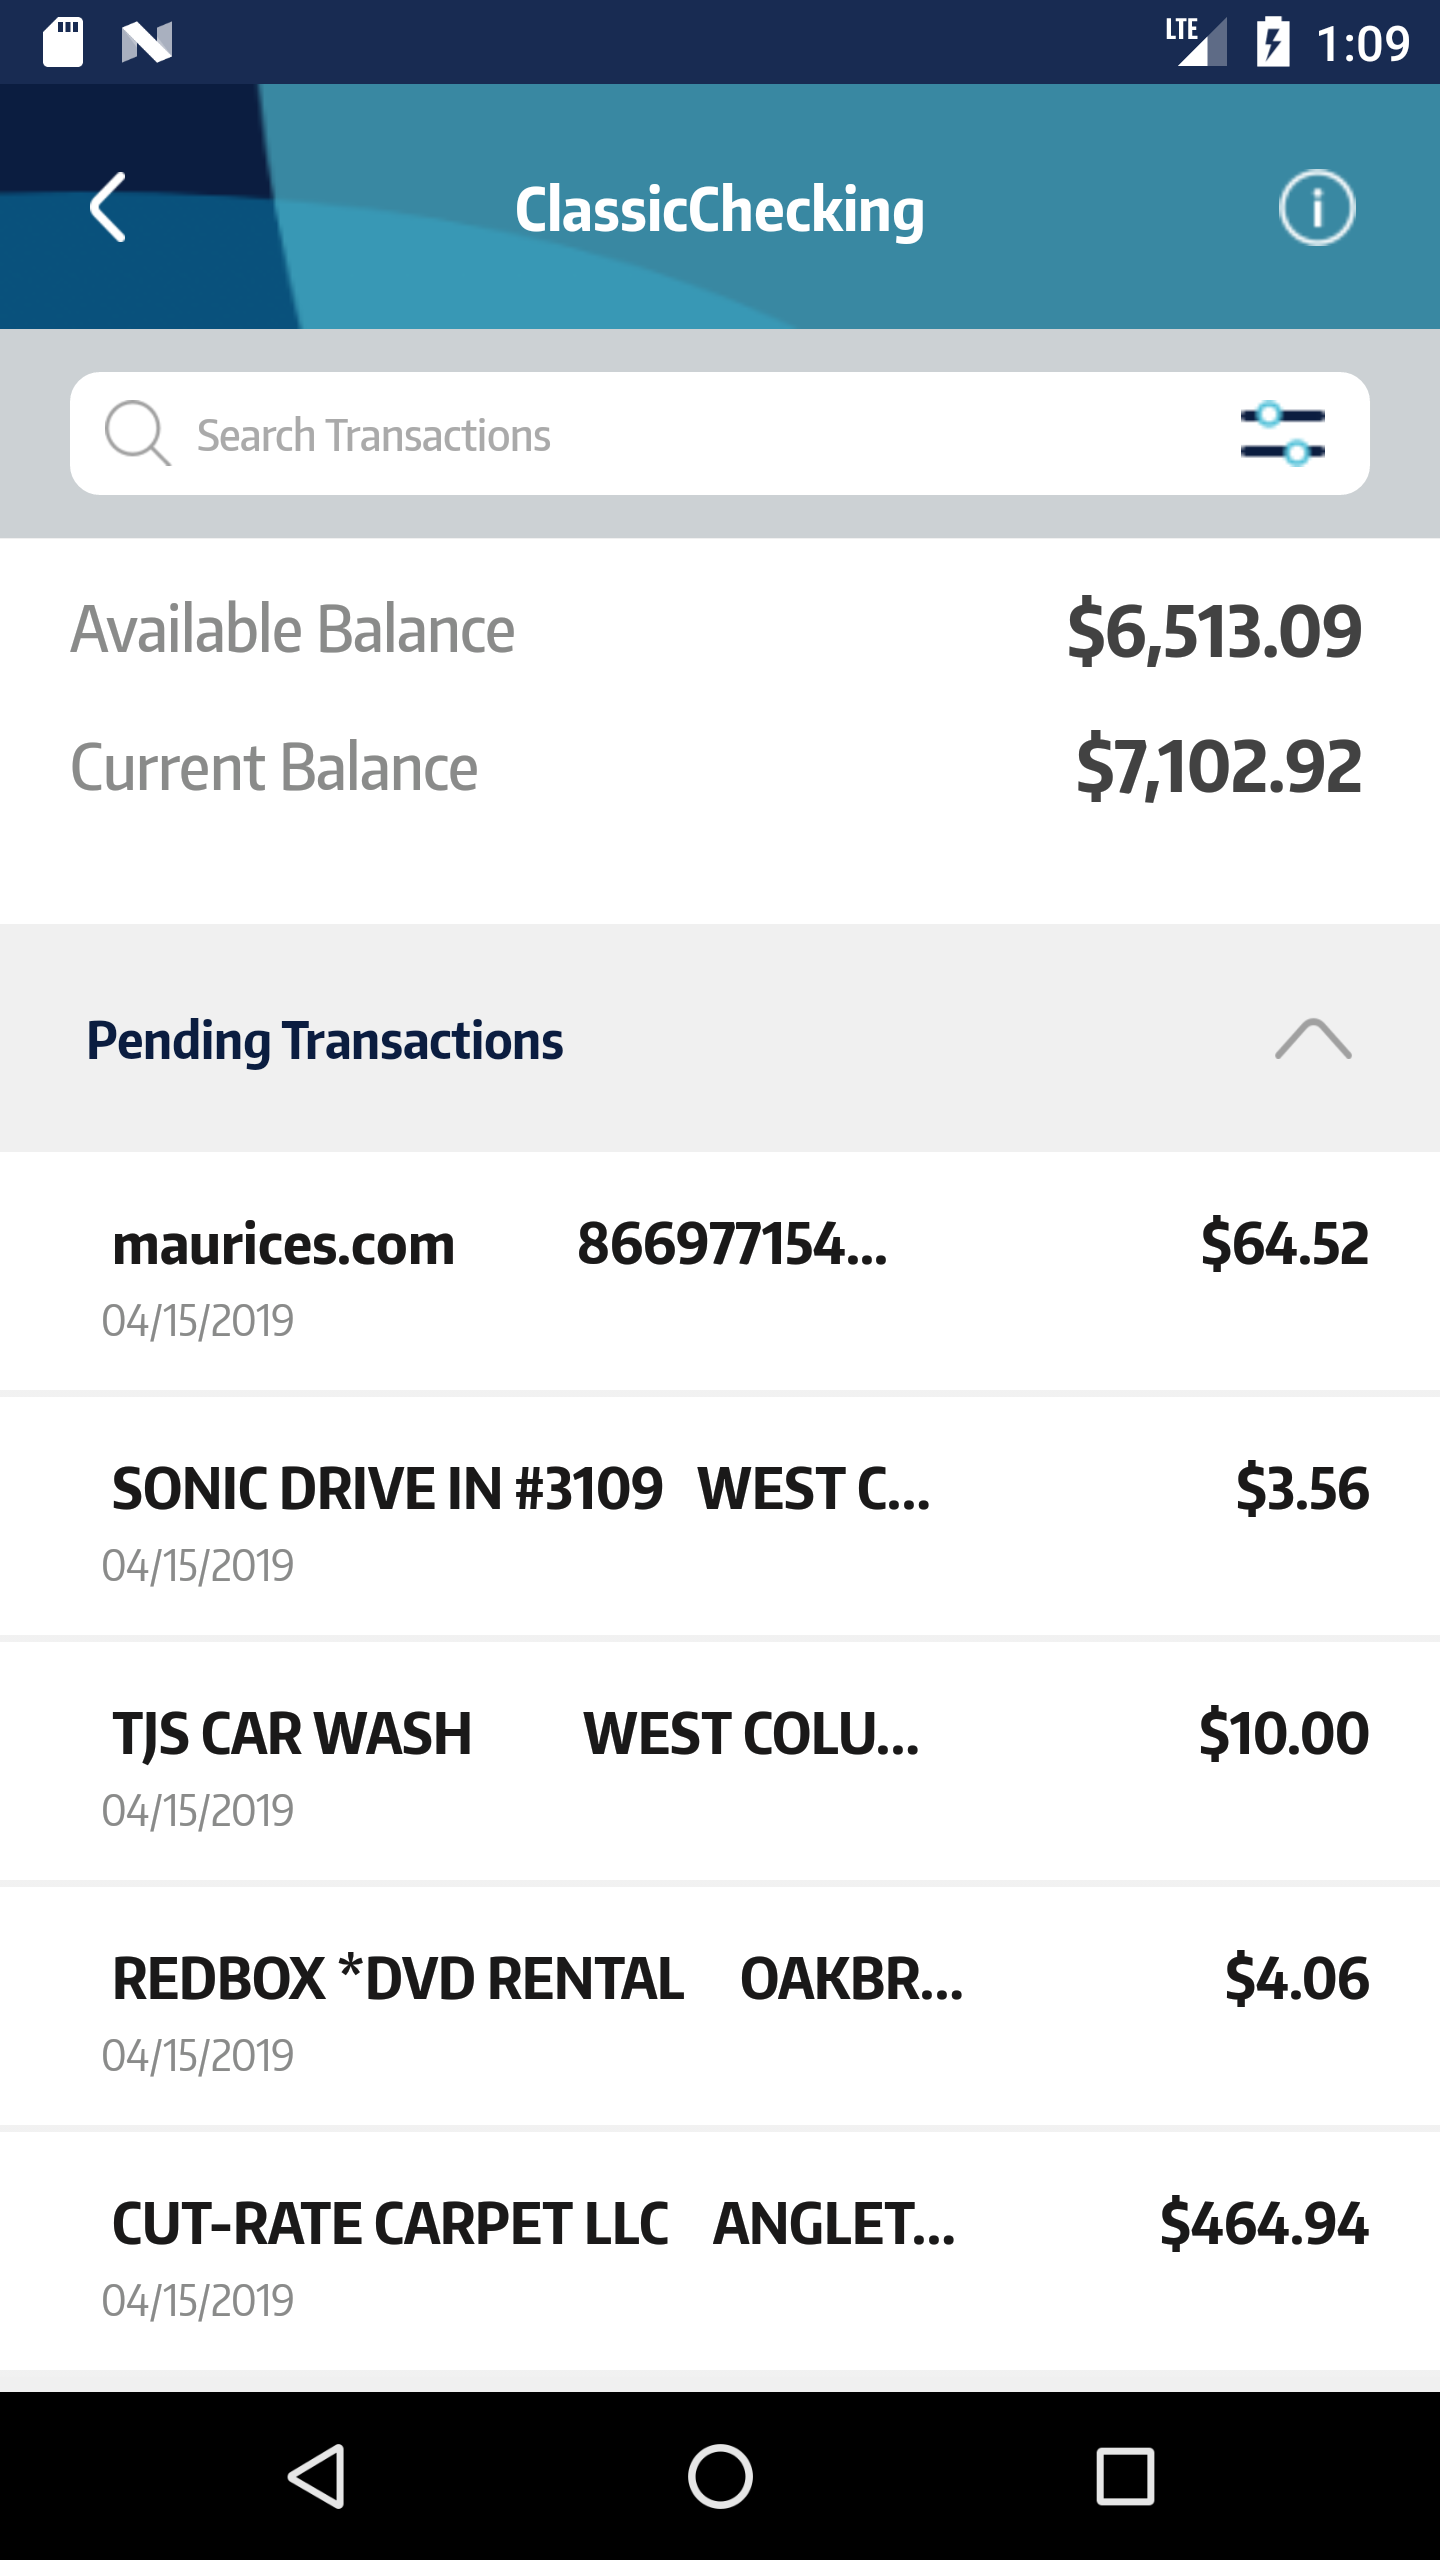 LTE 1:09
ClassicChecking
Search Transactions
Available Balance $6,513.09
Current Balance $7,102.92
Pending Transactions
maurices.com 866977154... $64.52
04/15/2019
SONIC DRIVE IN #3109 WEST C... $3.56
04/15/2019
TJS CAR WASH WEST COLU... $10.00
04/15/2019
REDBOX *DVD RENTAL OAKBR... $4.06
04/15/2019
CUT-RATE CARPET LLC ANGLET... $464.94
04/15/2019